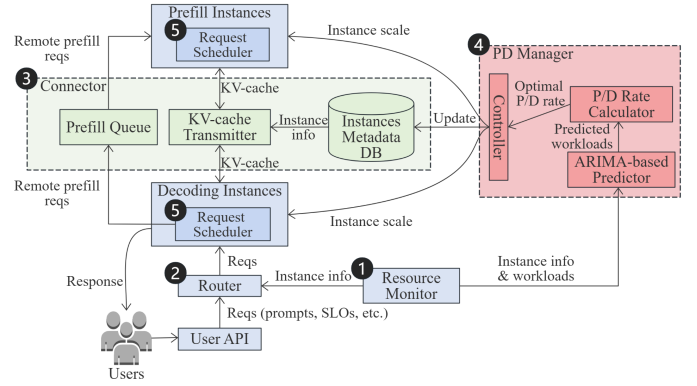 Prefill Instances
5
Request
Scheduler
Remote prefill
reqs
Instance scale
4
PD Manager
3
Connector
KV-cache
Prefill Queue
KV-cache
Transmitter
Instance
info
Instances
Metadata
DB
Update
Controller
Optimal
P/D rate
P/D Rate
Calculator
Predicted
workloads
ARIMA-based
Predictor
KV-cache
Remote prefill
reqs
Decoding Instances
5
Request
Scheduler
Instance scale
Reqs
Response
2
Router
Instance info
1
Resource
Monitor
Instance info
& workloads
Reqs (prompts, SLOs, etc.)
User API
Users